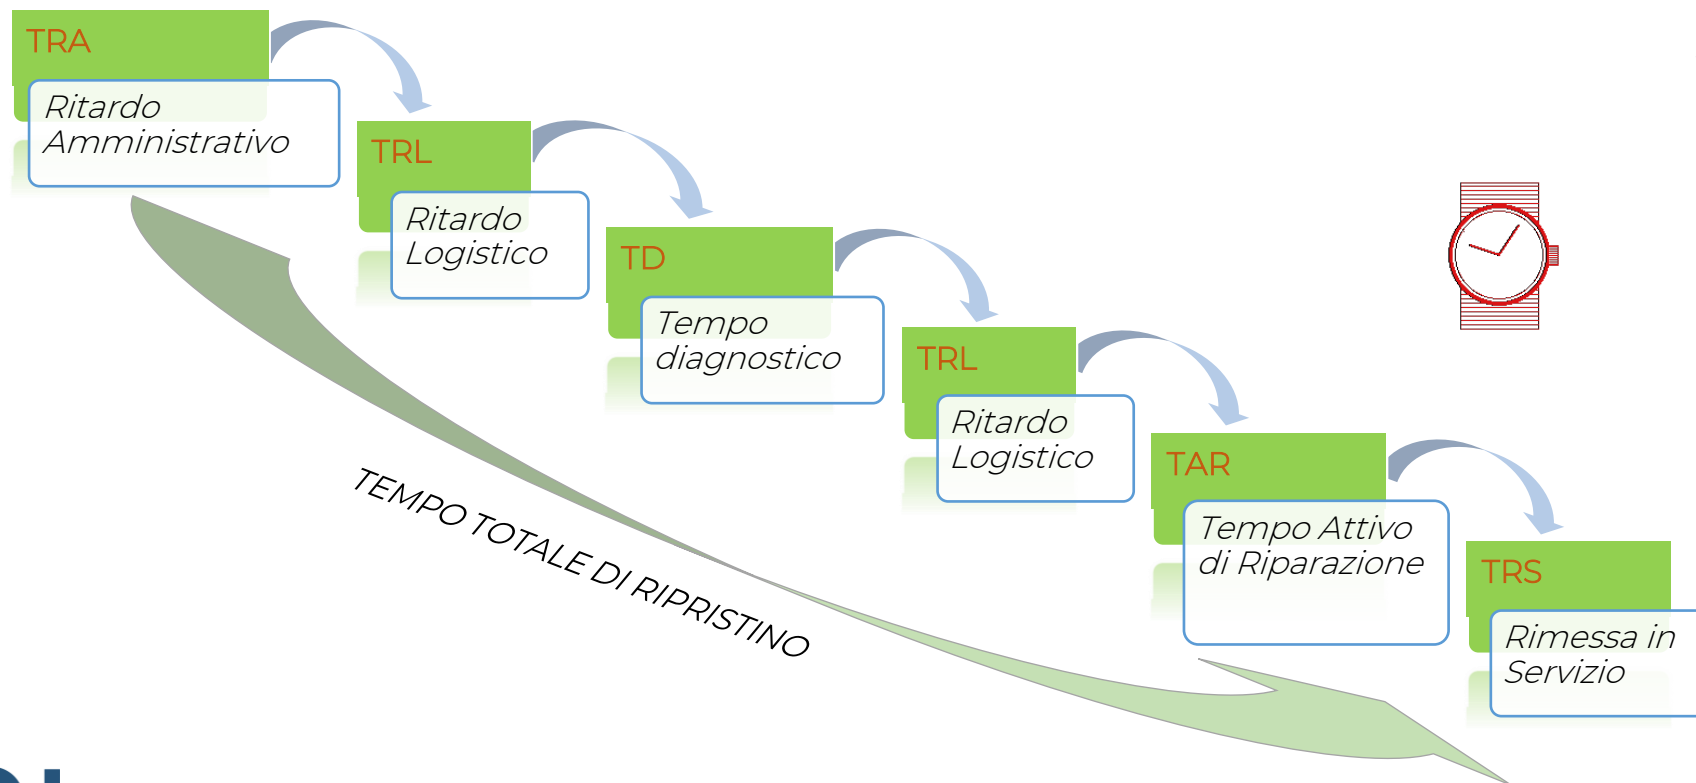 TRA
Ritardo
Amministrativo
TRL
Ritardo
Logistico
TD
Tempo
diagnostico
TRL
Ritardo
Logistico
TAR
Tempo Attivo
di Riparazione
TRS
Rimessa in
Servizio
TEMPO TOTALE DI RIPRISTINO